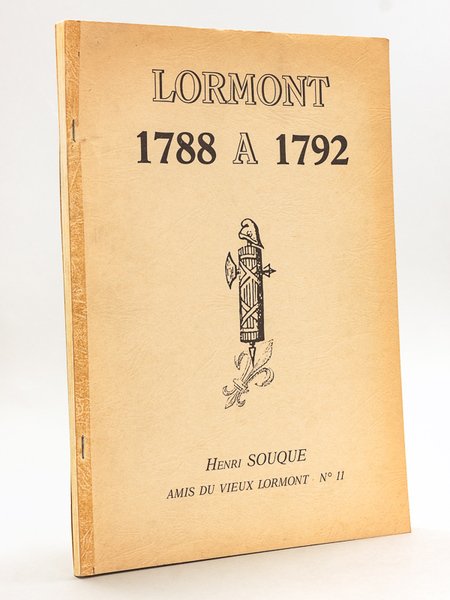 LORMONT
1788 A 1792
HENRI SOUQUE
AMIS DU VIEUX LORMONT - N° 11